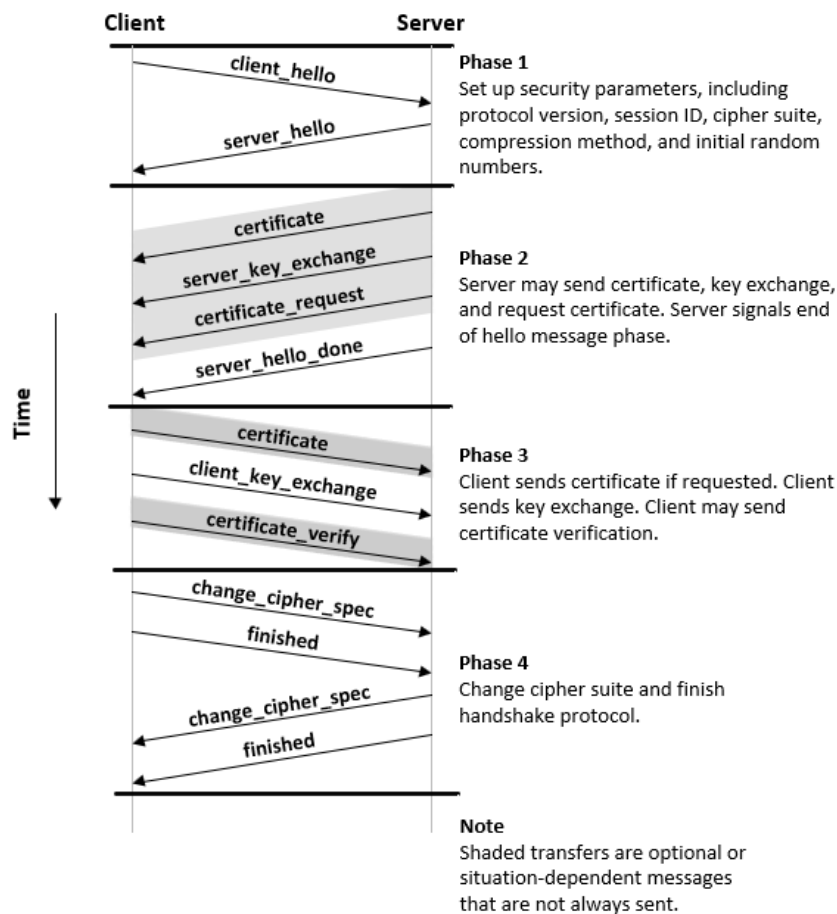 Client
Server
client_hello
server_hello
Phase 1
Set up security parameters, including
protocol version, session ID, cipher suite,
compression method, and initial random
numbers.
certificate
server_key_exchange
certificate_request
server_hello_done
Phase 2
Server may send certificate, key exchange,
and request certificate. Server signals end
of hello message phase.
Time
certificate
client_key_exchange
certificate_verify
Phase 3
Client sends certificate if requested. Client
sends key exchange. Client may send
certificate verification.
change_cipher_spec
finished
change_cipher_spec
finished
Phase 4
Change cipher suite and finish
handshake protocol.
Note
Shaded transfers are optional or
situation-dependent messages
that are not always sent.